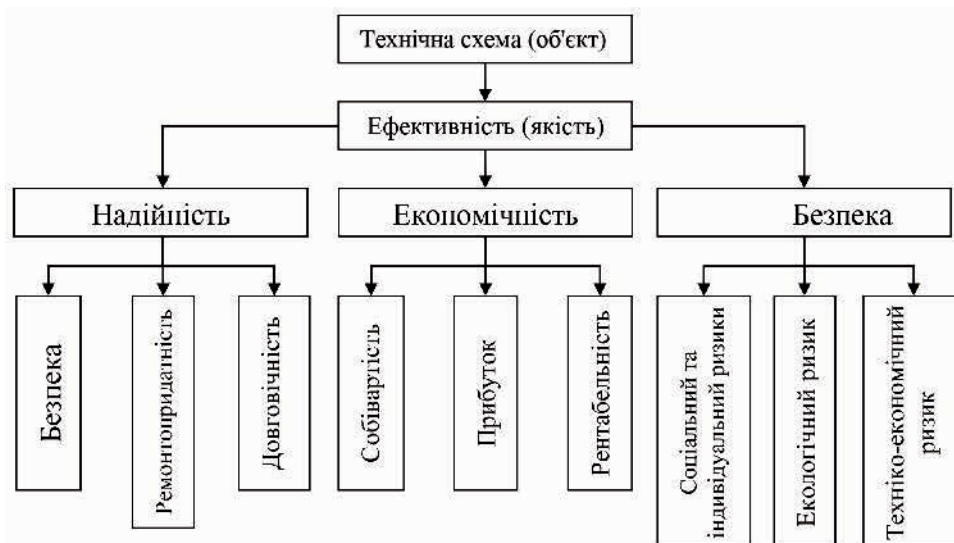 Технічна схема (об'єкт)
Ефективність (якість)
Надійність
Економічність
Безпека
Безпека
Ремонтопридатність
Довговічність
Собівартість
Прибуток
Рентабельність
Соціальний та
індивідуальний ризики
Екологічний ризик
Техніко-економічний
ризик